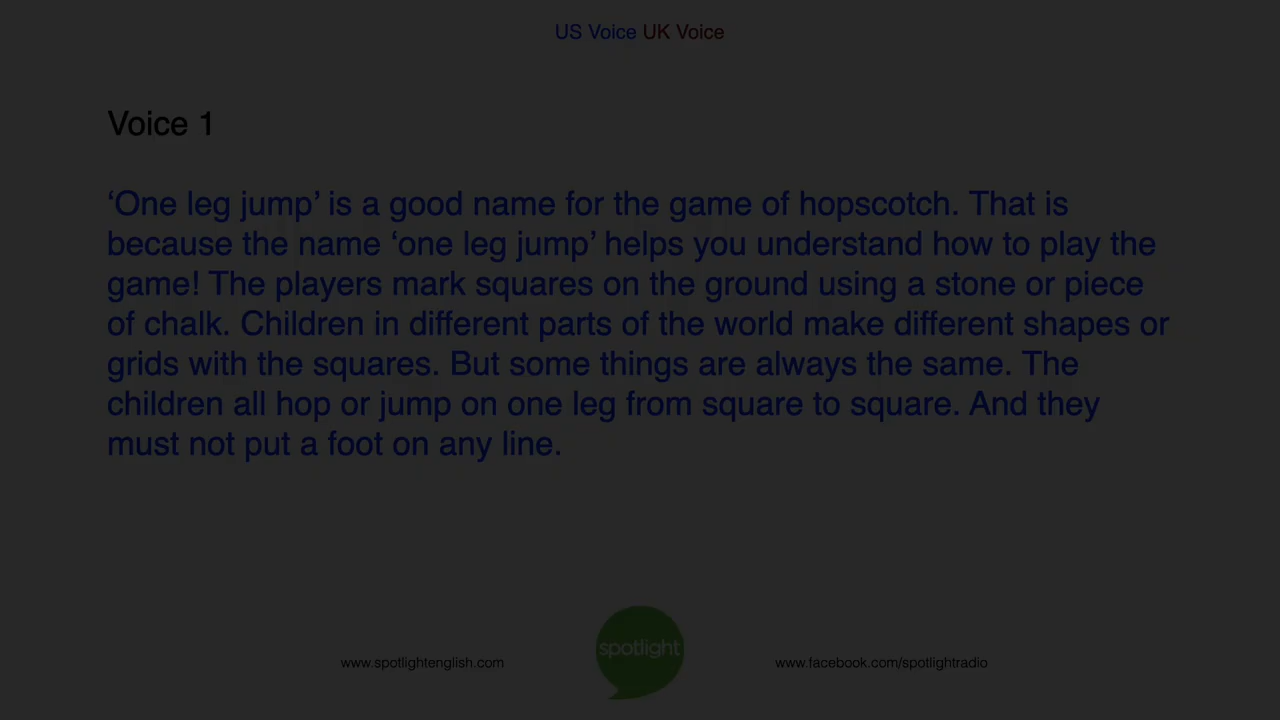 US Voice UK Voice
Voice 1
‘One leg jump’ is a good name for the game of hopscotch. That is
because the name ‘one leg jump’ helps you understand how to play the
game! The players mark squares on the ground using a stone or piece
of chalk. Children in different parts of the world make different shapes or
grids with the squares. But some things are always the same. The
children all hop or jump on one leg from square to square. And they
must not put a foot on any line.
spotlight
www.spotlightenglish.com www.facebook.com/spotlightradio